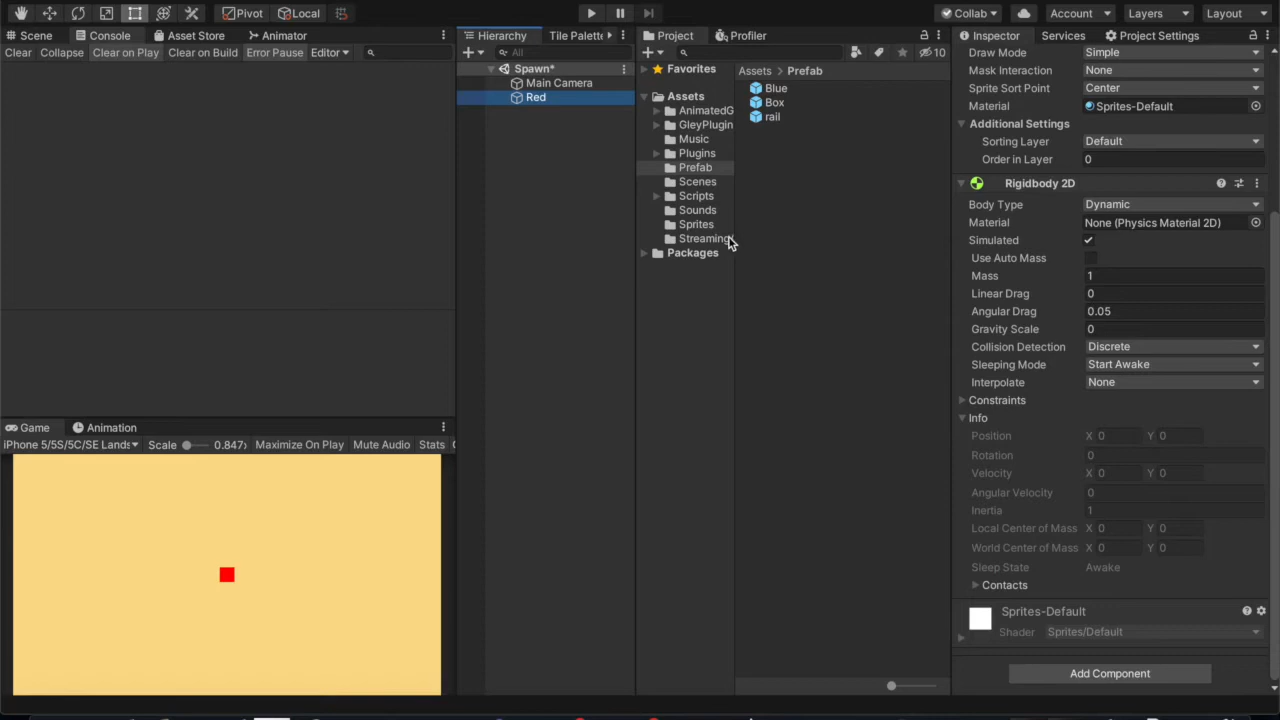 Pivot Local Collab Account Layers Layout
Scene Console Asset Store Animator
Clear Collapse Clear on Play Clear on Build Error Pause Editor
Hierarchy Tile Palett
All
Spawn*
Main Camera
Red
Project Profiler
10
Favorites
Assets
AnimatedG
GleyPlugin
Music
Plugins
Prefab
Scenes
Scripts
Sounds
Sprites
Streaming
Packages
Assets > Prefab
Blue
Box
rail
Inspector Services Project Settings
Draw Mode Simple
Mask Interaction None
Sprite Sort Point Center
Material Sprites-Default
Additional Settings
Sorting Layer Default
Order in Layer 0
Rigidbody 2D
Body Type Dynamic
Material None (Physics Material 2D)
Simulated
Use Auto Mass
Mass 1
Linear Drag 0
Angular Drag 0.05
Gravity Scale 0
Collision Detection Discrete
Sleeping Mode Start Awake
Interpolate None
Constraints
Info
Position X 0 Y 0
Rotation 0
Velocity X 0 Y 0
Angular Velocity 0
Inertia 1
Local Center of Mass X 0 Y 0
World Center of Mass X 0 Y 0
Sleep State Awake
Contacts
Sprites-Default
Shader Sprites/Default
Add Component
Game Animation
iPhone 5/5S/5C/SE Lands Scale 0.847 Maximize On Play Mute Audio Stats